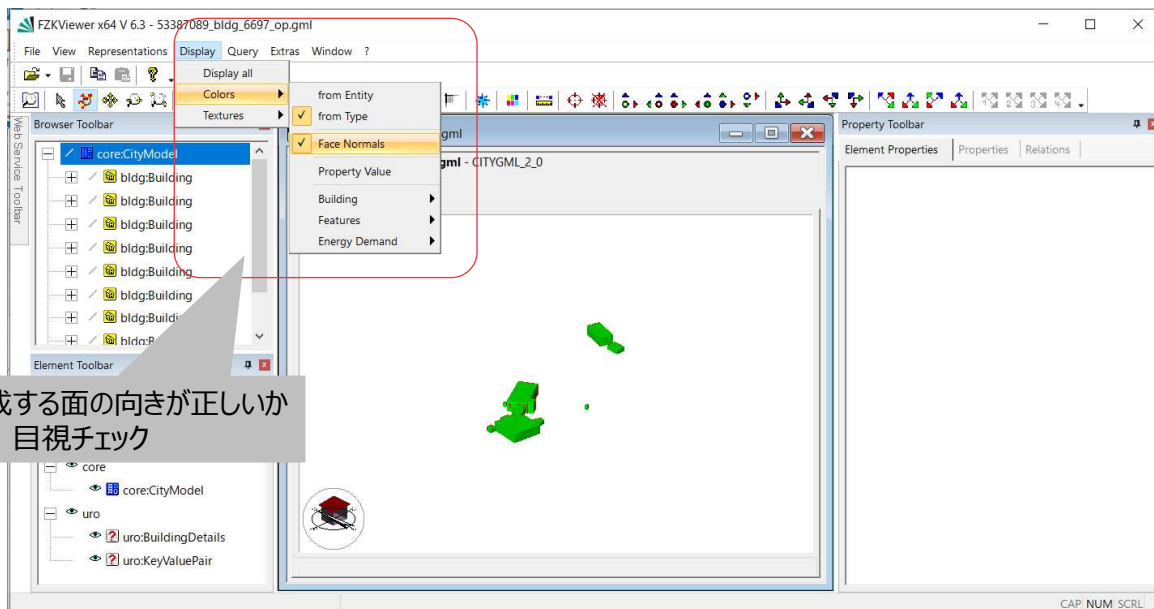 FZKViewer x64 V 6.3 - 53387089_bldg_6697_op.gml
File View Representations Display Query Extras Window ?
Display all
Colors
Textures
from Entity
from Type
Face Normals
Property Value
Building
Features
Energy Demand
Web Service Toolbar
Browser Toolbar
core:CityModel
bldg:Building
bldg:Building
bldg:Building
bldg:Building
bldg:Building
bldg:Building
gml
gml - CITYGML_2_0
Property Toolbar
Element Properties Properties Relations
Element Toolbar
する面の向きが正しいか
目視チェック
core
core:CityModel
uro
uro:BuildingDetails
uro:KeyValuePair
CAP NUM SCRL